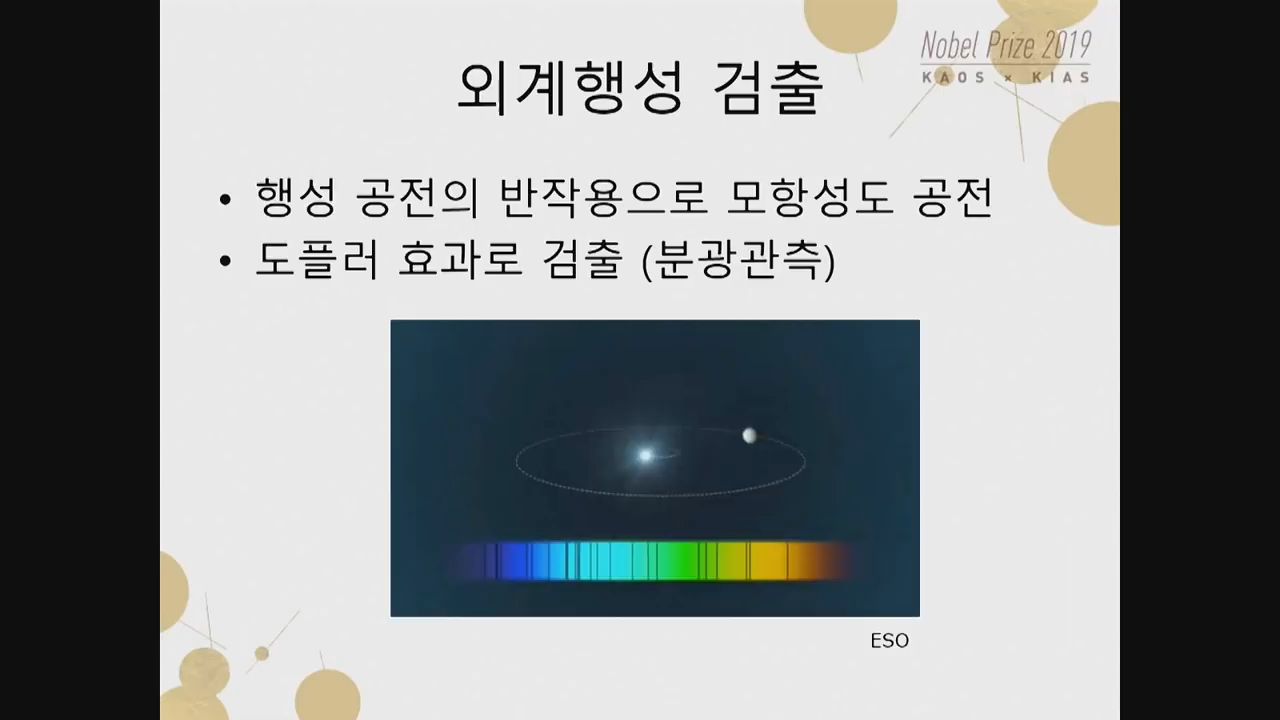 Nobel Prize 2019
KAOS × KIAS
외계행성 검출
• 행성 공전의 반작용으로 모항성도 공전
• 도플러 효과로 검출 (분광관측)
ESO